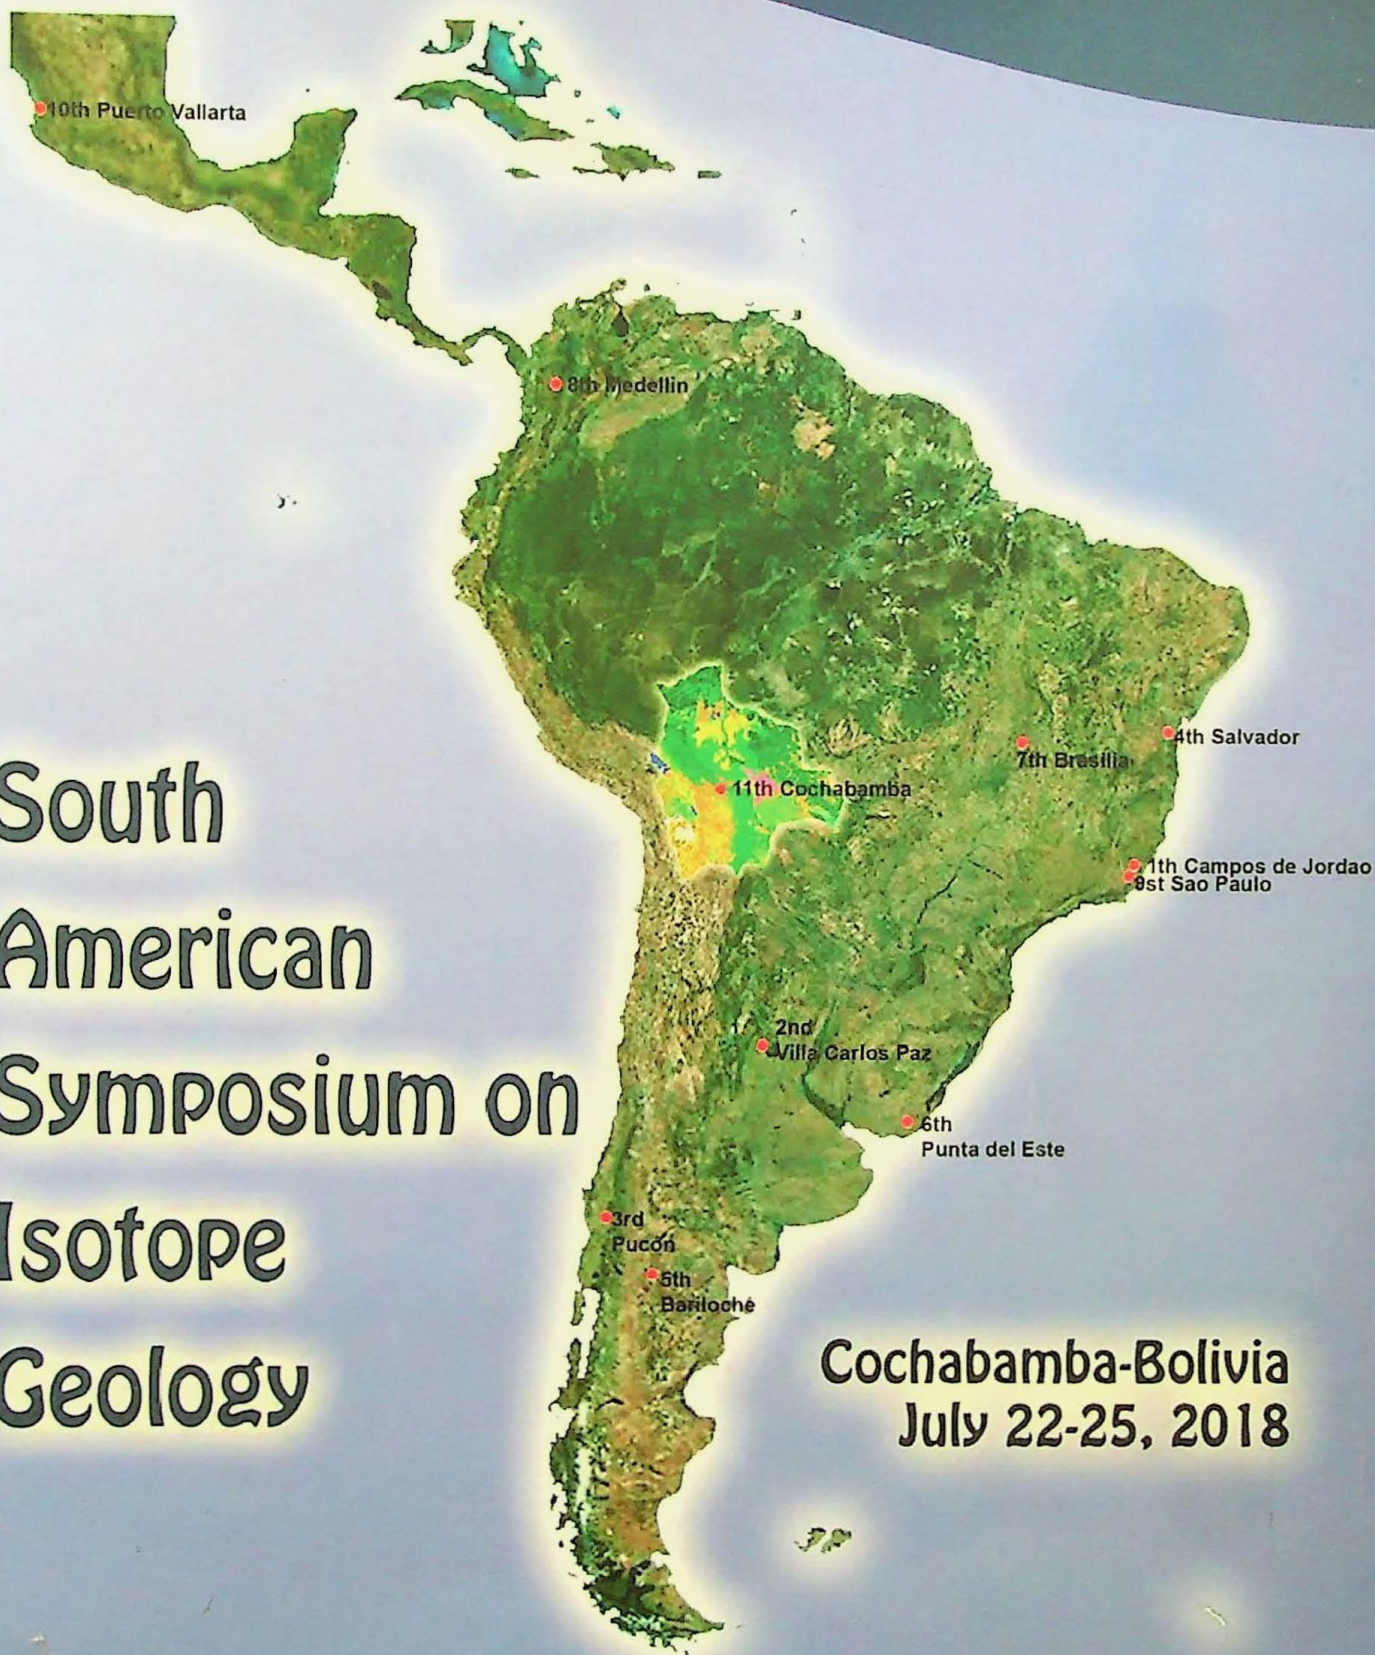 10th Puerto Vallarta
8th Medellin
4th Salvador
7th Brasilia
11th Cochabamba
1th Campos de Jordao
9st Sao Paulo
2nd
Villa Carlos Paz
6th
Punta del Este
3rd
Pucón
5th
Bariloche
South
American
Symposium on
Isotope
Geology
Cochabamba-Bolivia
July 22-25, 2018